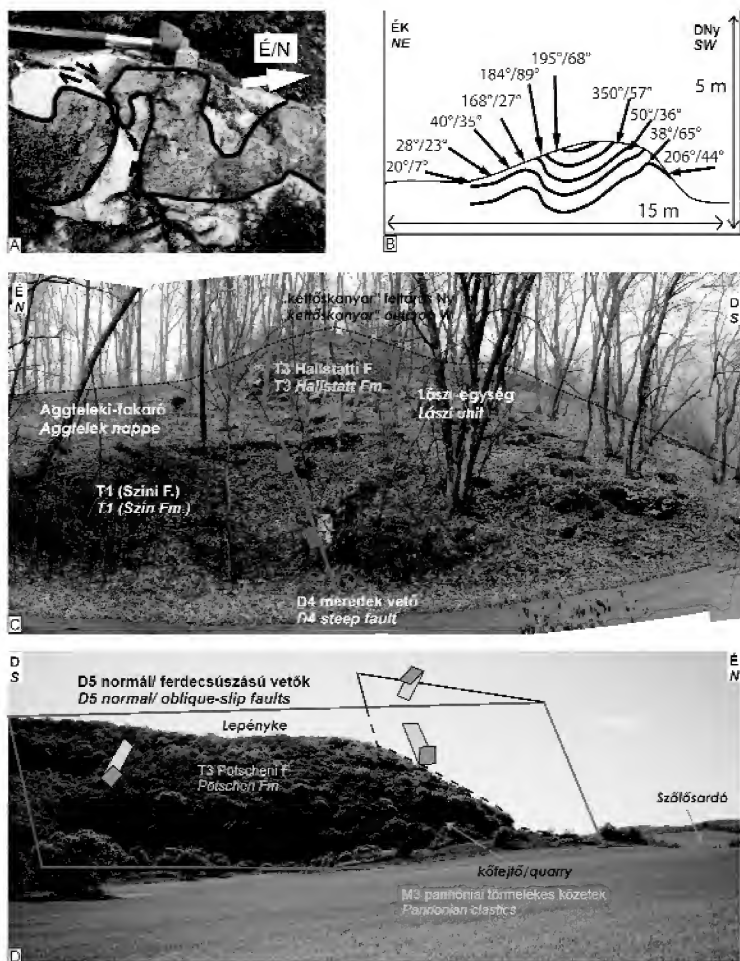 É/N
A
ÉK
NE
DNy
SW
5 m
195°/68°
184°/89°
168°/27°
40°/35°
28°/23°
20°/7°
350°/57°
50°/36°
38°/65°
206°/44°
15 m
B
É
N
D
S
„kettőskanyar" feltárás Ny
"kettőskanyar" outcrop W
T3 Hallstatti F.
T3 Hallstatt Fm.
Aggteleki-takaró
Aggtelek nappe
Lászi-egység
Lászi unit
T1 (Szini F.)
T1 (Szin Fm.)
D4 meredek vető
D4 steep fault
C
D
S
É
N
D5 normál/ ferdecsúszású vetők
D5 normal/ oblique-slip faults
Lepényke
T3 Pötscheni F.
Pötschen Fm.
Szőlősardó
kőfejtő/quarry
M3 pannóniai törmelékes kőzetek
Pannonian clastics
D